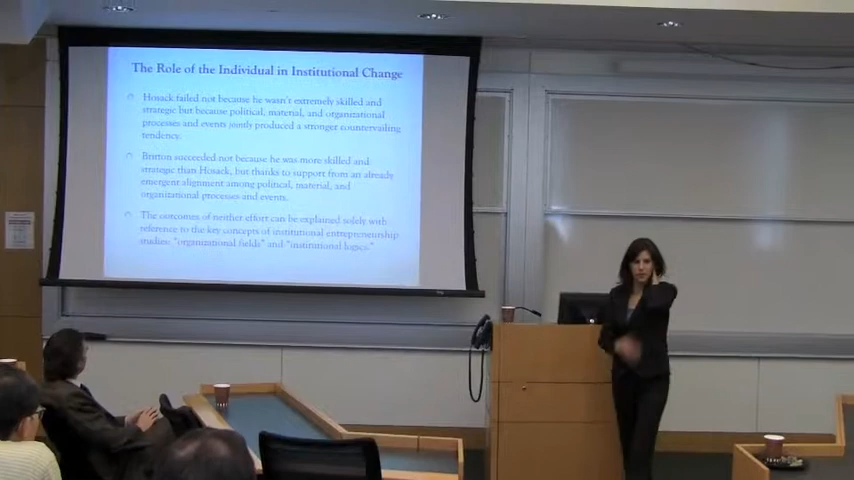 The Role of the Individual in Institutional Change
Hosack failed not because he wasn't extremely skilled and
strategic but because political, material, and organizational
processes and events jointly produced a stronger countervailing
tendency.
Britton succeeded not because he was more skilled and
strategic than Hosack, but thanks to support from an already
emergent alignment among political, material, and
organizational processes and events.
The outcomes of neither effort can be explained solely with
reference to the key concepts of institutional entrepreneurship
studies: "organizational fields" and "institutional logics."